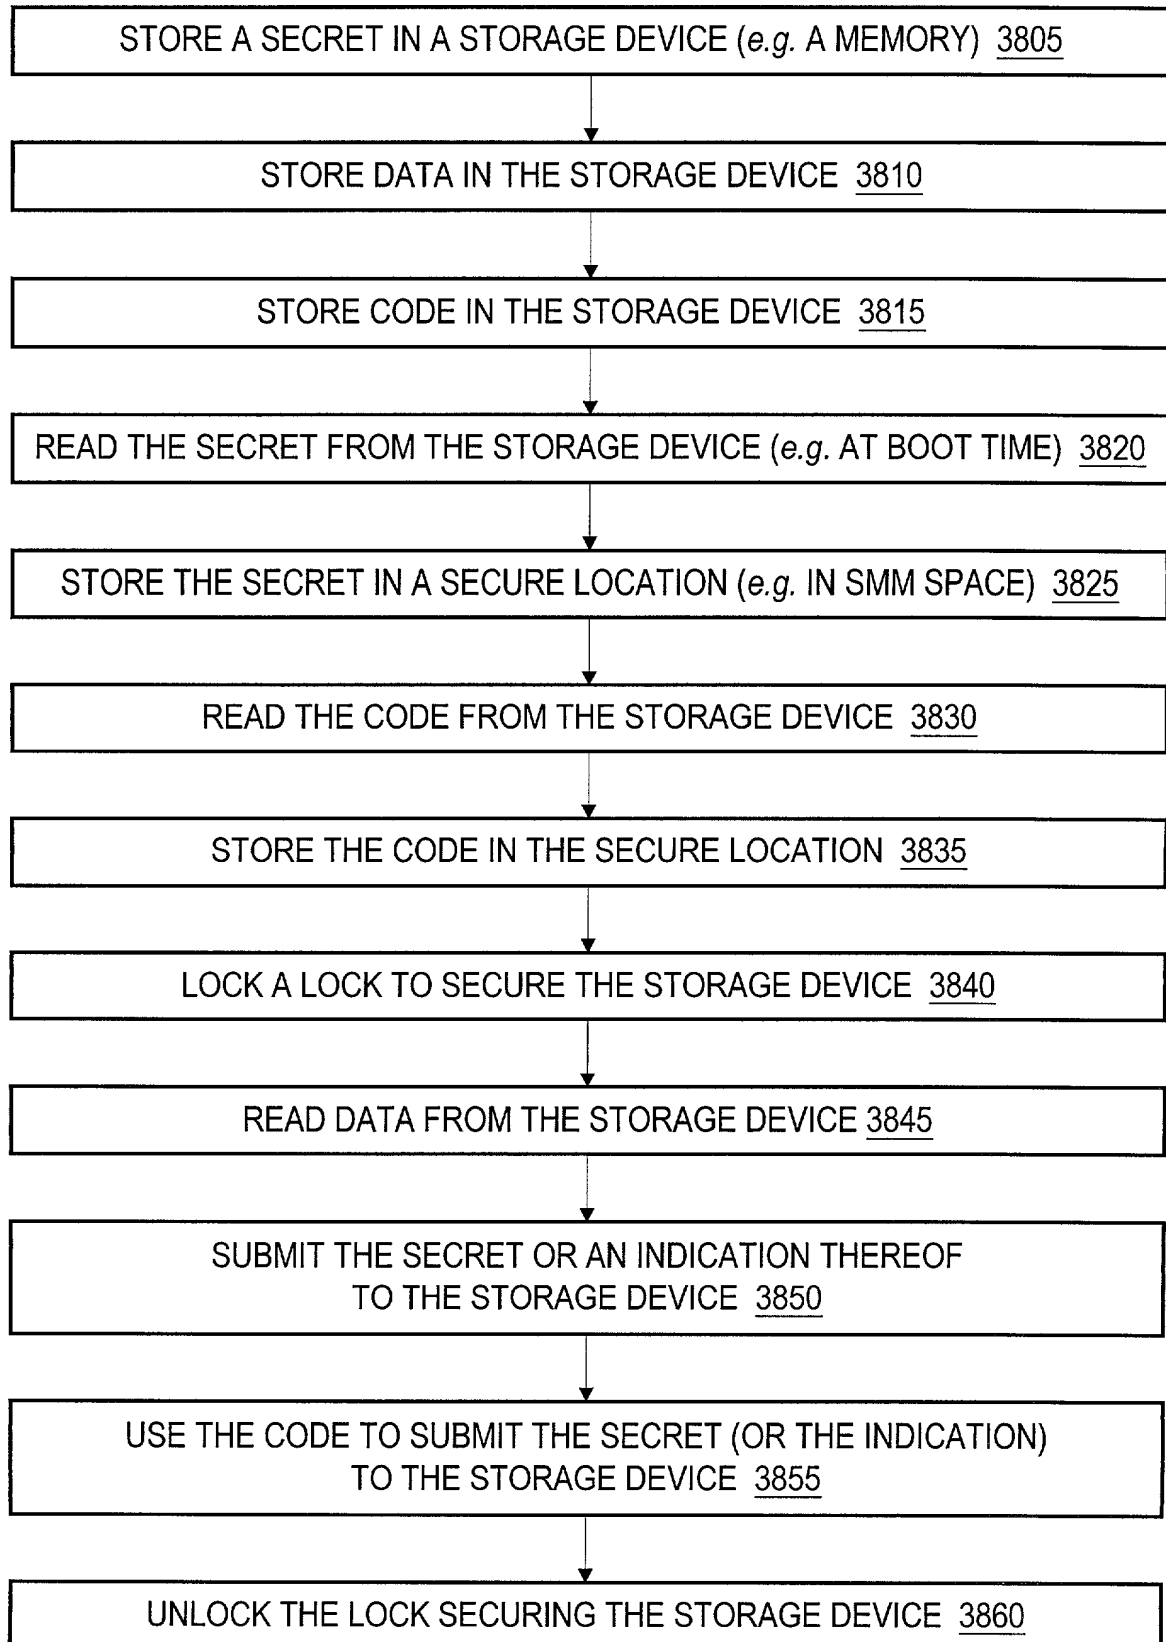 STORE A SECRET IN A STORAGE DEVICE (e.g. A MEMORY) 3805
STORE DATA IN THE STORAGE DEVICE 3810
STORE CODE IN THE STORAGE DEVICE 3815
READ THE SECRET FROM THE STORAGE DEVICE (e.g. AT BOOT TIME) 3820
STORE THE SECRET IN A SECURE LOCATION (e.g. IN SMM SPACE) 3825
READ THE CODE FROM THE STORAGE DEVICE 3830
STORE THE CODE IN THE SECURE LOCATION 3835
LOCK A LOCK TO SECURE THE STORAGE DEVICE 3840
READ DATA FROM THE STORAGE DEVICE 3845
SUBMIT THE SECRET OR AN INDICATION THEREOF
TO THE STORAGE DEVICE 3850
USE THE CODE TO SUBMIT THE SECRET (OR THE INDICATION)
TO THE STORAGE DEVICE 3855
UNLOCK THE LOCK SECURING THE STORAGE DEVICE 3860